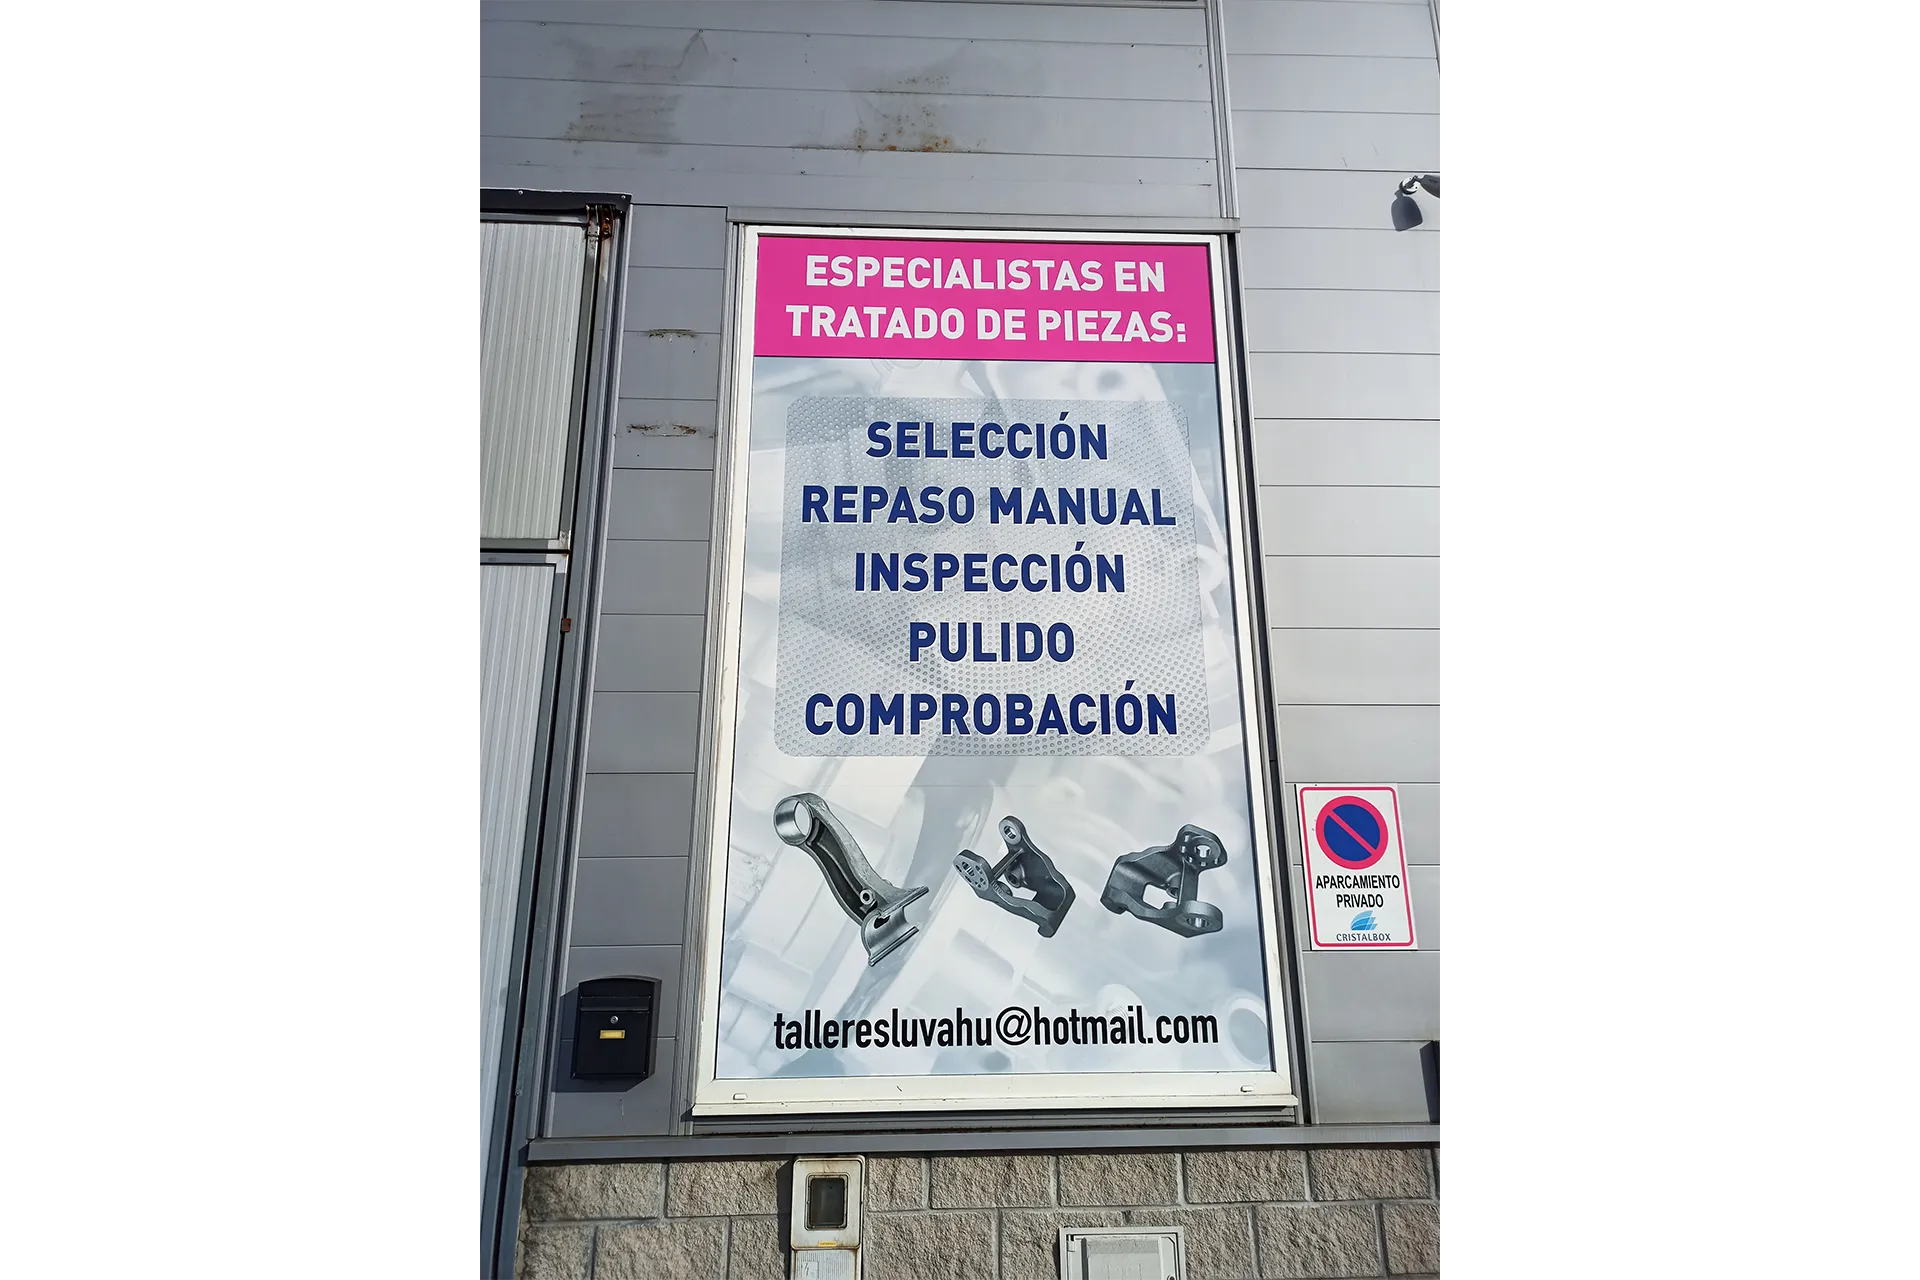 ESPECIALISTAS EN
TRATADO DE PIEZAS:
SELECCIÓN
REPASO MANUAL
INSPECCIÓN
PULIDO
COMPROBACIÓN
talleresluvahu@hotmail.com
APARCAMIENTO
PRIVADO
CRISTALBOX